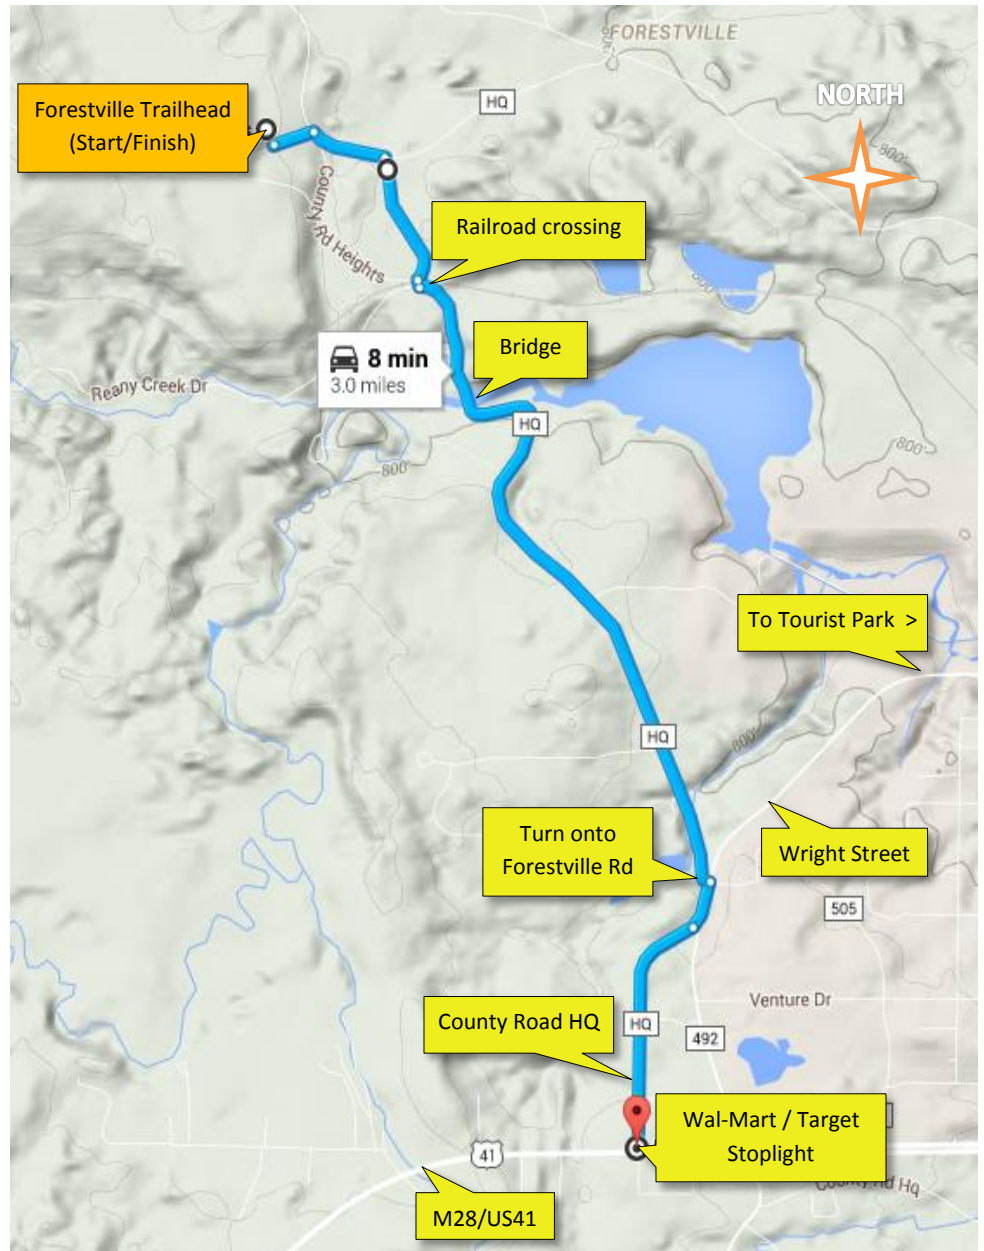 FORESTVILLE
NORTH
HQ
Forestville Trailhead
(Start/Finish)
800'
County Rd Heights
Railroad crossing
Bridge
8 min
3.0 miles
Reany Creek Dr
HQ
800'
800'
To Tourist Park >
HQ
800'
Turn onto
Forestville Rd
Wright Street
505
Venture Dr
County Road HQ
HQ
492
Wal-Mart / Target
Stoplight
41
County Rd Hq
M28/US41